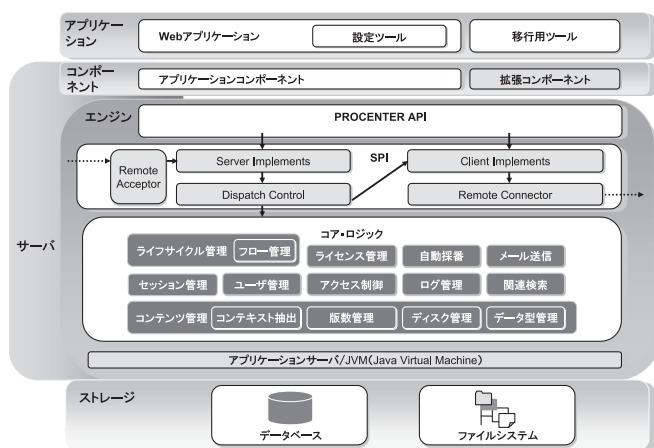 アプリケー
ション
Webアプリケーション
設定ツール
移行用ツール
コンポー
ネント
アプリケーションコンポーネント
拡張コンポーネント
エンジン
PROCENTER API
サーバ
Remote
Acceptor
Server Implements
SPI
Client Implements
Dispatch Control
Remote Connector
コア・ロジック
ライフサイクル管理
フロー管理
ライセンス管理
自動採番
メール送信
セッション管理
ユーザ管理
アクセス制御
ログ管理
関連検索
コンテンツ管理
コンテキスト抽出
版数管理
ディスク管理
データ型管理
アプリケーションサーバ/JVM(Java Virtual Machine)
ストレージ
データベース
ファイルシステム